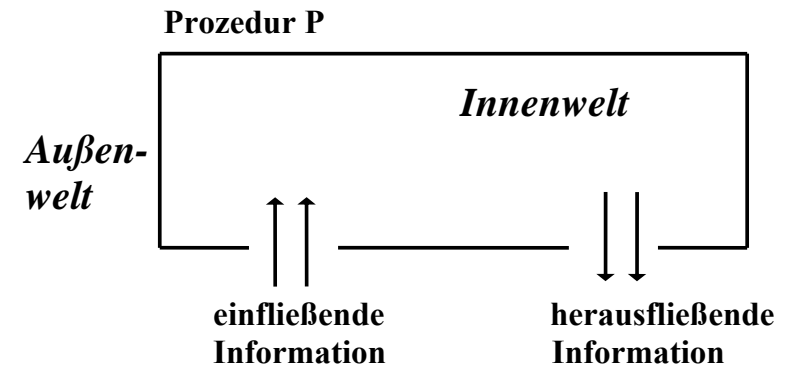 Prozedur P
Innenwelt
Außen-
welt
einfließende
Information
herausfließende
Information